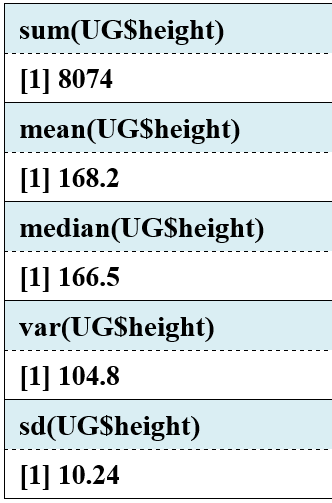 sum(UG$height)
[1] 8074
mean(UG$height)
[1] 168.2
median(UG$height)
[1] 166.5
var(UG$height)
[1] 104.8
sd(UG$height)
[1] 10.24